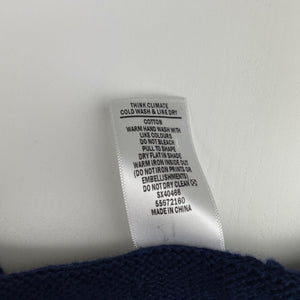 THINK CLIMATE
COLD WASH & LINE DRY
COTTON
WARM HAND WASH WITH
LIKE COLOURS
DO NOT BLEACH
PULL TO SHAPE
DRY FLAT IN SHADE
WARM IRON INSIDE OUT
(DO NOT IRON PRINTS OR
EMBELLISHMENTS)
DO NOT DRY CLEAN
SX40466
55672160
MADE IN CHINA